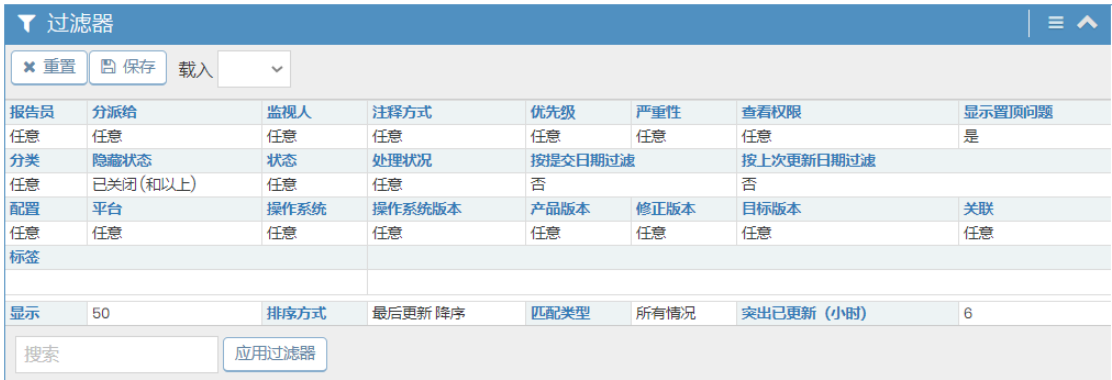 过滤器
重置 保存 载入
报告员 分派给 监视人 注释方式 优先级 严重性 查看权限 显示置顶问题
任意 任意 任意 任意 任意 任意 任意 是
分类 隐藏状态 状态 处理状况 按提交日期过滤 按上次更新日期过滤
任意 已关闭(和以上) 任意 任意 否 否
配置 平台 操作系统 操作系统版本 产品版本 修正版本 目标版本 关联
任意 任意 任意 任意 任意 任意 任意 任意
标签
显示 50 排序方式 最后更新 降序 匹配类型 所有情况 突出已更新（小时） 6
搜索 应用过滤器